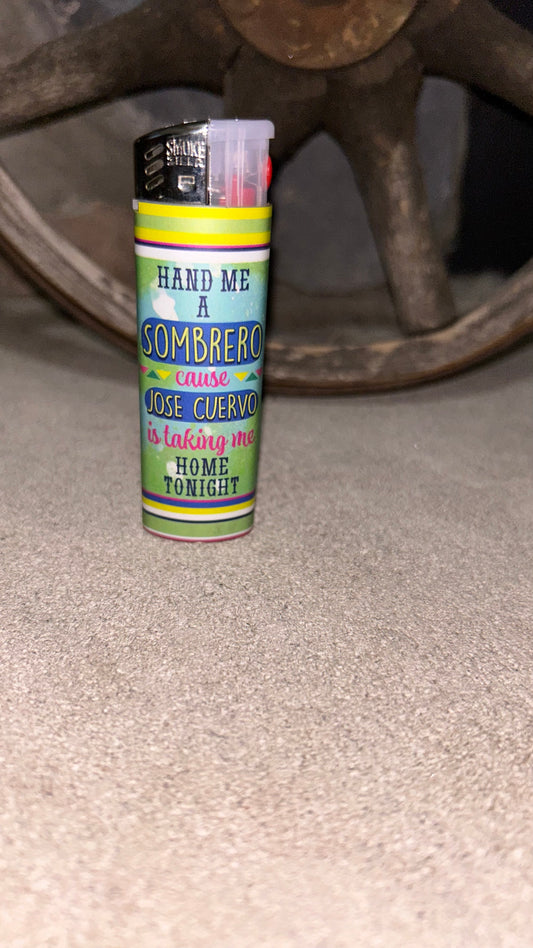 SMOKE
HAND ME
A
SOMBRERO
cause
JOSE CUERVO
is taking me
HOME
TONIGHT